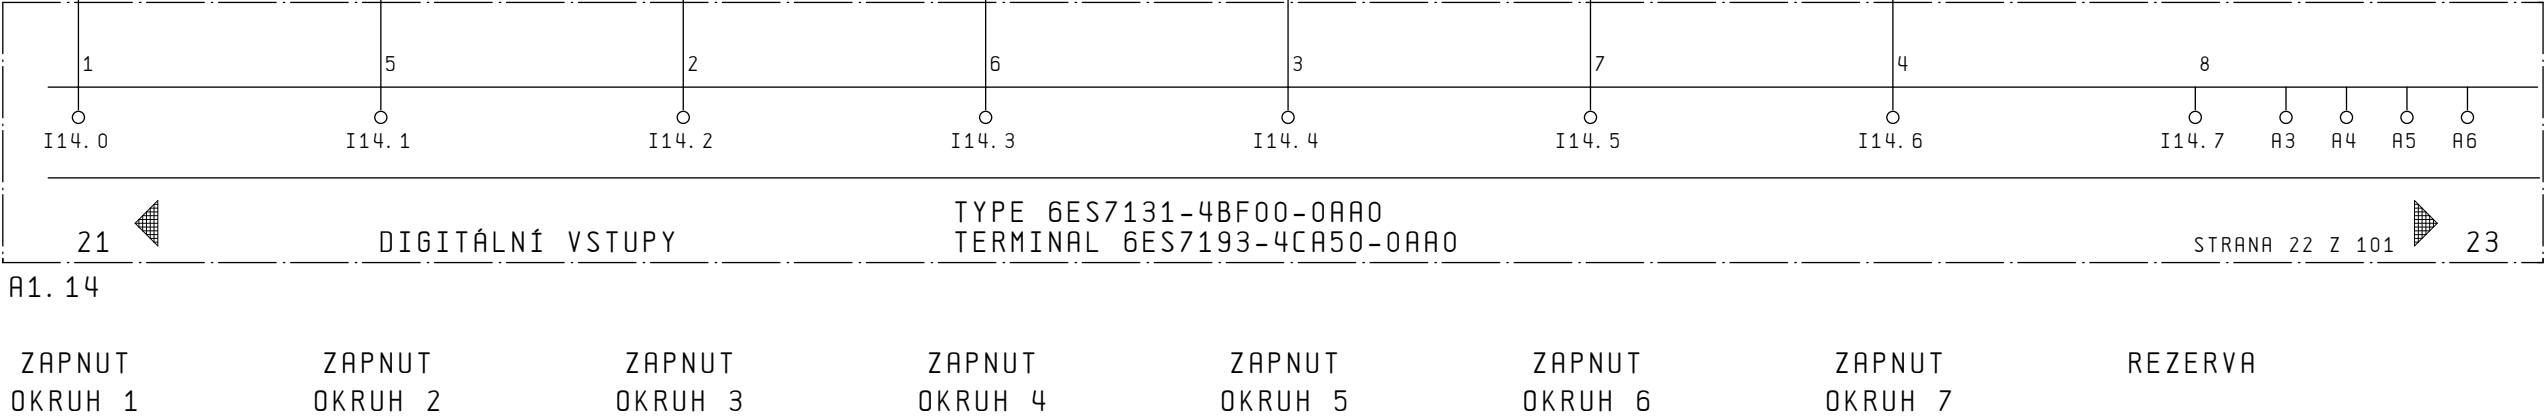 1 5 2 6 3 7 4 8
I14.0 I14.1 I14.2 I14.3 I14.4 I14.5 I14.6 I14.7 A3 A4 A5 A6
TYPE 6ES7131-4BF00-0AA0
21 DIGITÁLNÍ VSTUPY TERMINAL 6ES7193-4CA50-0AA0 STRANA 22 Z 101 23
A1.14
ZAPNUT ZAPNUT ZAPNUT ZAPNUT ZAPNUT ZAPNUT ZAPNUT REZERVA
OKRUH 1 OKRUH 2 OKRUH 3 OKRUH 4 OKRUH 5 OKRUH 6 OKRUH 7